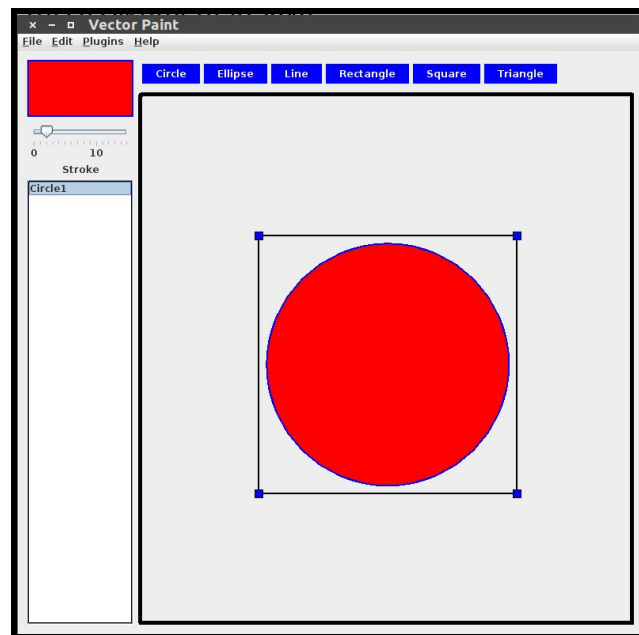 Vector Paint
File Edit Plugins Help
Circle Ellipse Line Rectangle Square Triangle
0 10
Stroke
Circle1